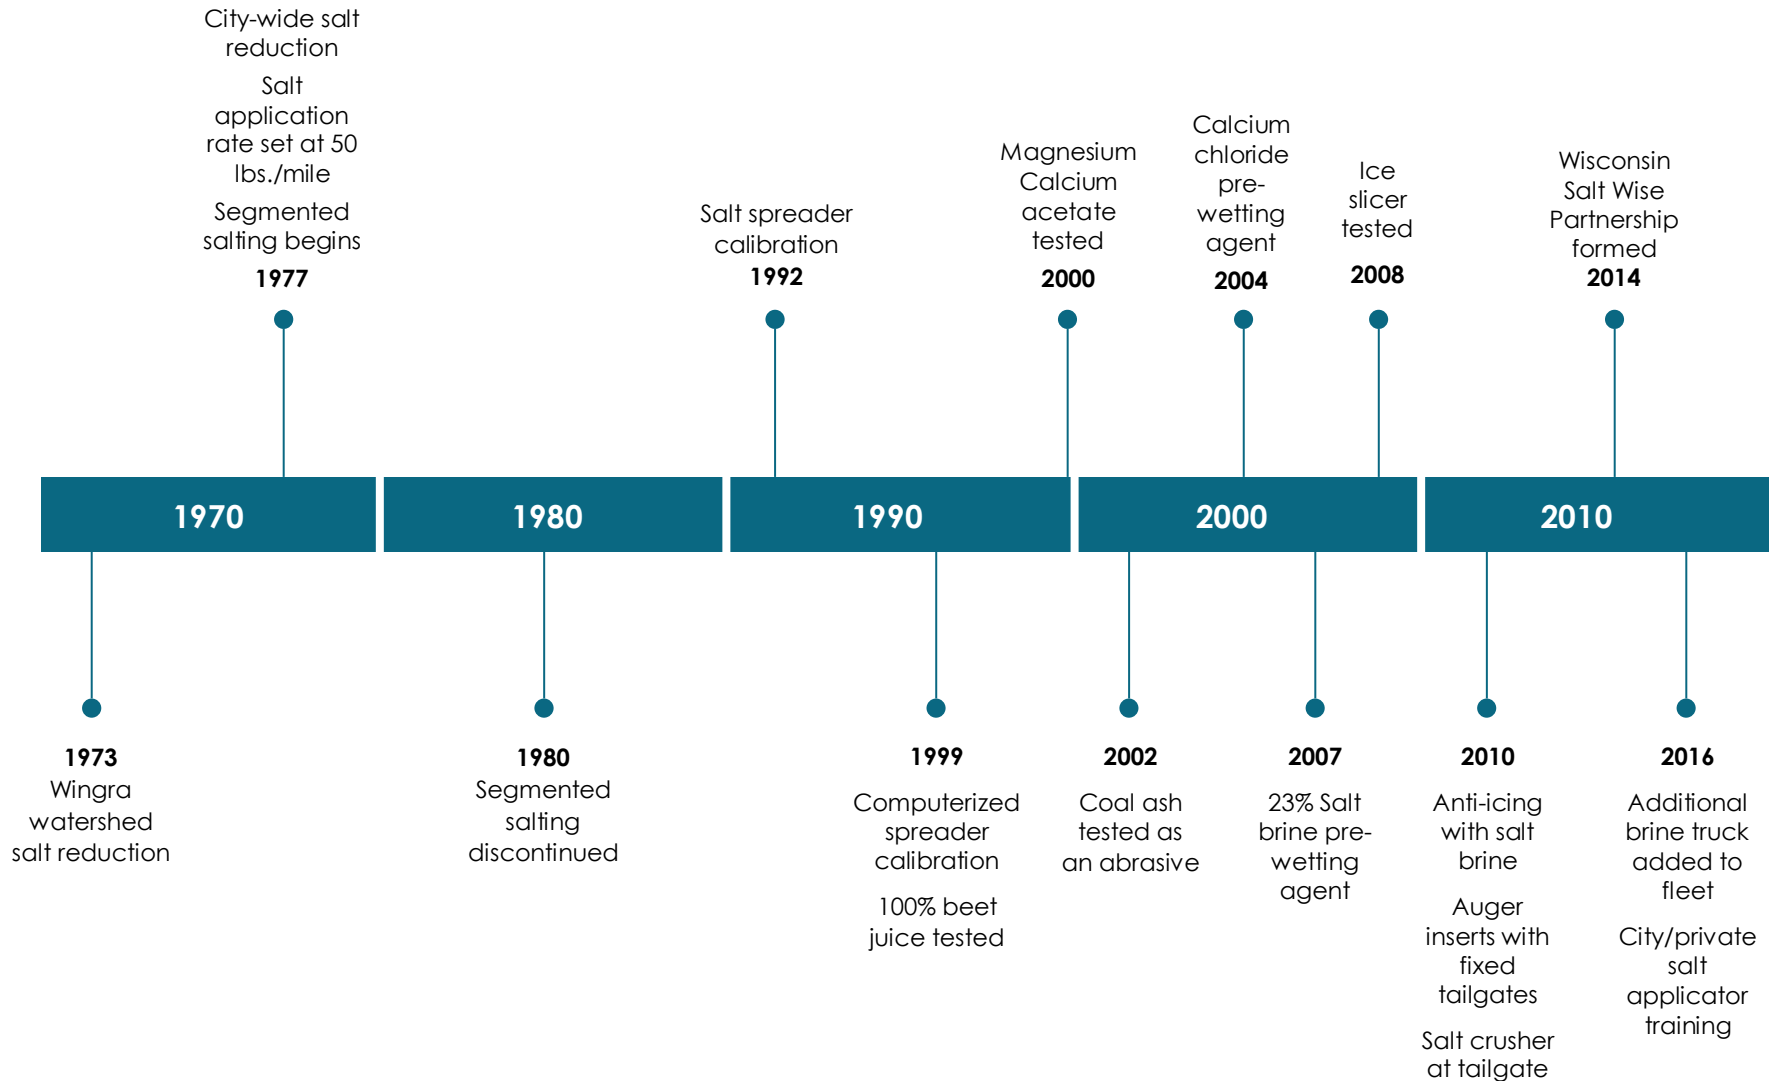 City-wide salt
reduction
Salt
application
rate set at 50
lbs./mile
Segmented
salting begins
1977
Salt spreader
calibration
1992
Magnesium
Calcium
acetate
tested
2000
Calcium
chloride
pre-
wetting
agent
2004
Ice
slicer
tested
2008
Wisconsin
Salt Wise
Partnership
formed
2014
1970
1980
1990
2000
2010
1973
Wingra
watershed
salt reduction
1980
Segmented
salting
discontinued
1999
Computerized
spreader
calibration
100% beet
juice tested
2002
Coal ash
tested as
an abrasive
2007
23% Salt
brine pre-
wetting
agent
2010
Anti-icing
with salt
brine
Auger
inserts with
fixed
tailgates
Salt crusher
at tailgate
2016
Additional
brine truck
added to
fleet
City/private
salt
applicator
training